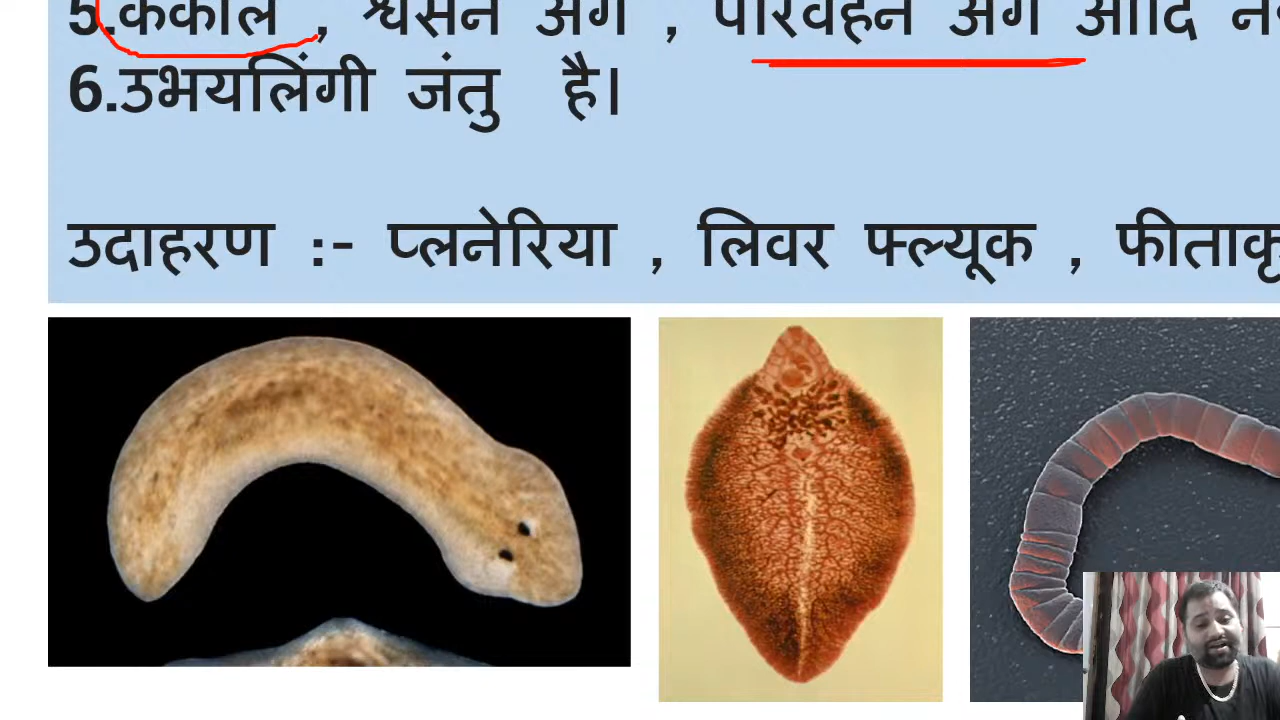 5.कंकाल , श्वसन अंग , परिवहन अंग आदि
6.उभयलिंगी जंतु है।
उदाहरण :- प्लनेरिया , लिवर फ्ल्यूक ,